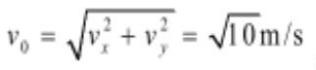 v₀ = √(vₓ² + v_y²) = √10 m/s